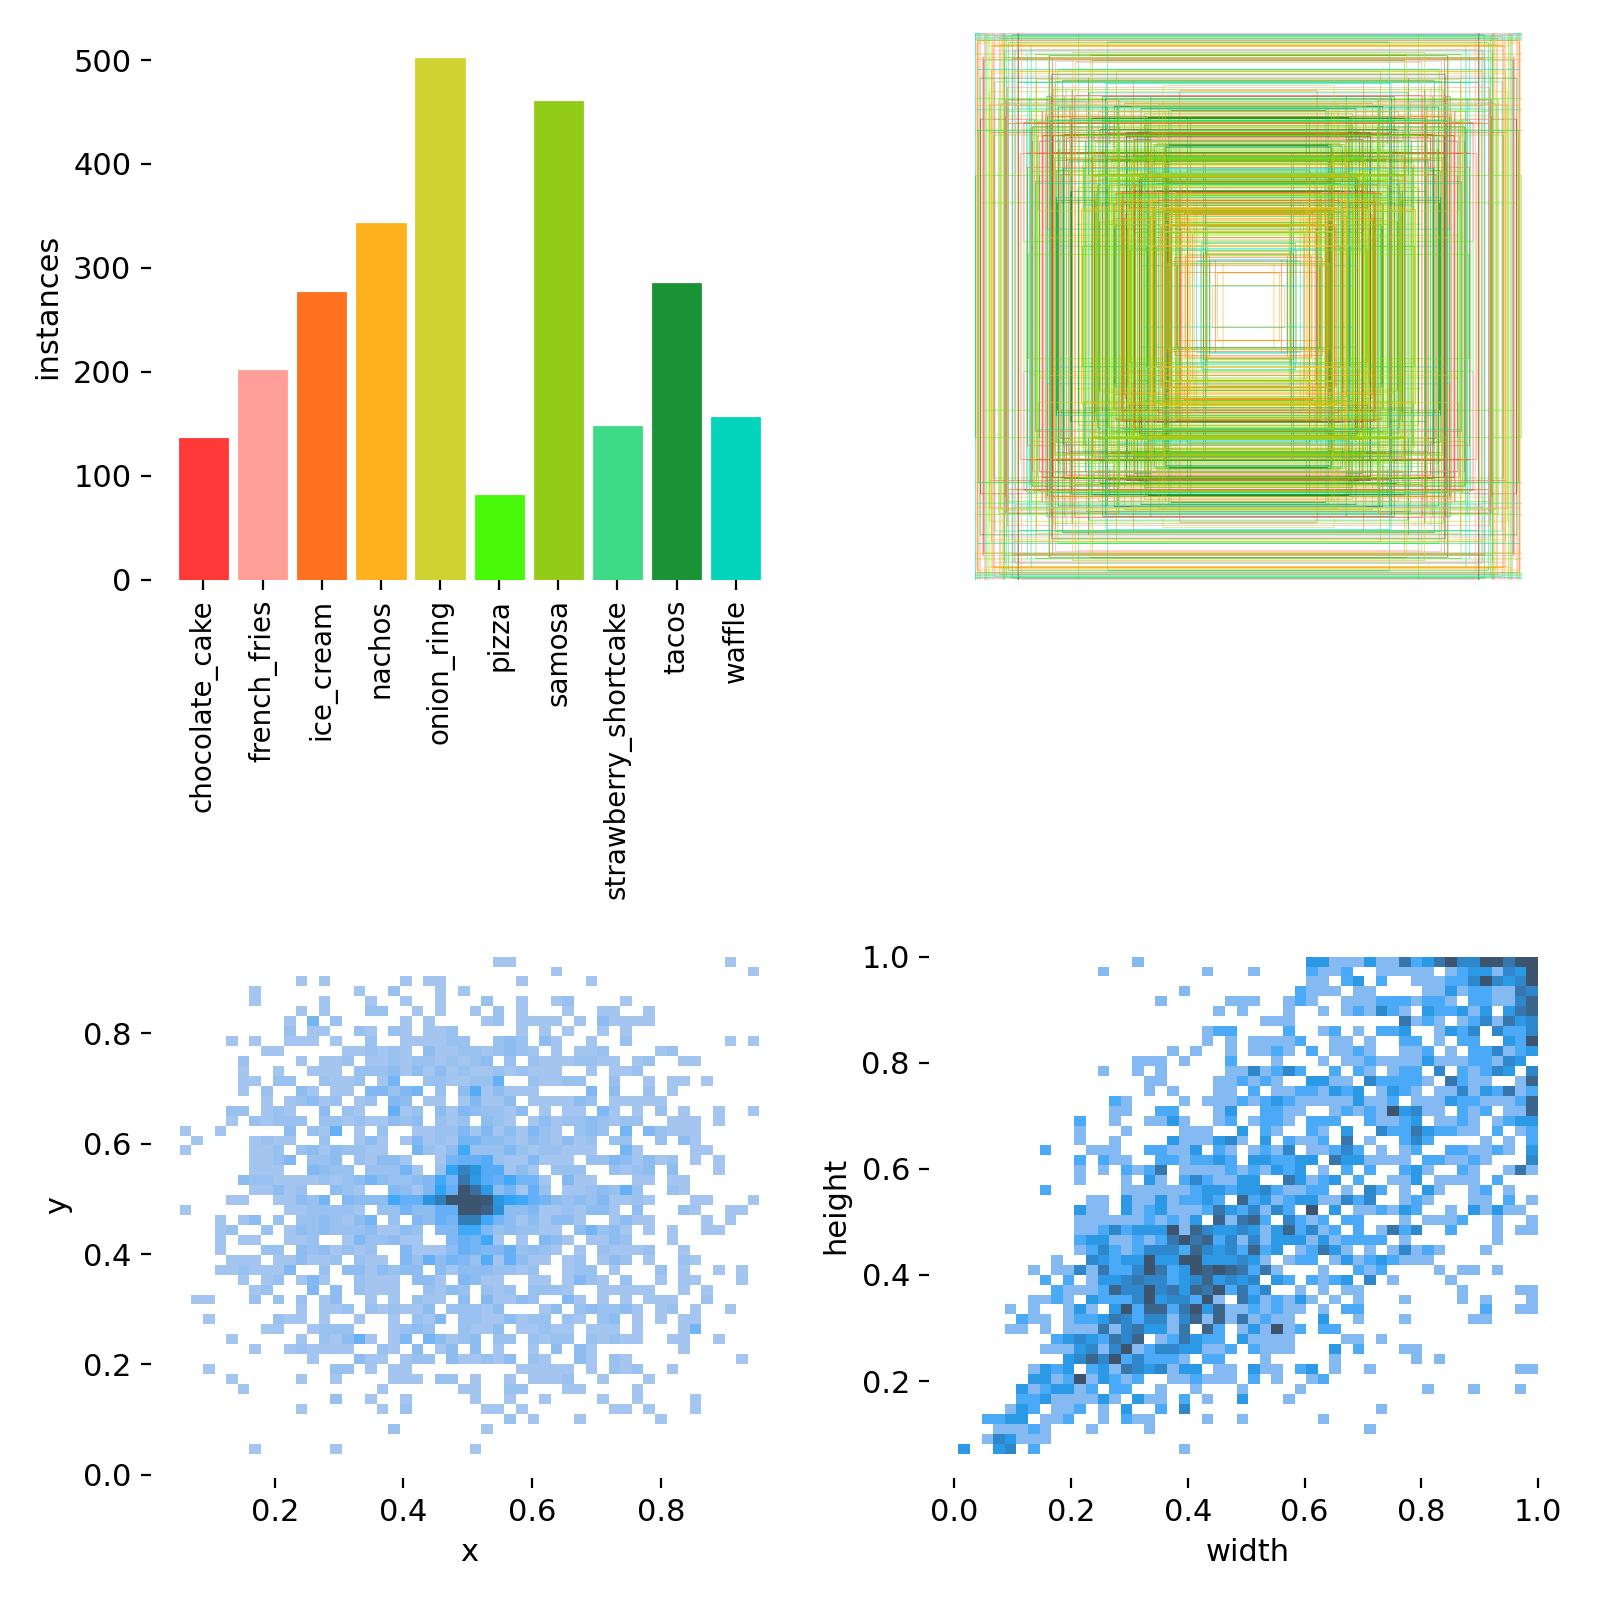 500
400
300
200
100
0
instances
chocolate_cake
french_fries
ice_cream
nachos
onion_ring
pizza
samosa
strawberry_shortcake
tacos
waffle
0.8
0.6
0.4
0.2
0.0
y
0.2 0.4 0.6 0.8
x
1.0
0.8
0.6
0.4
0.2
height
0.0 0.2 0.4 0.6 0.8 1.0
width